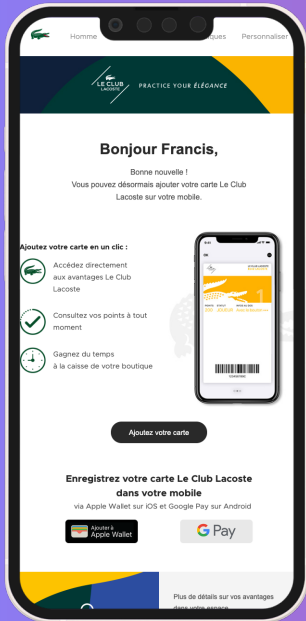 Homme
ques
Personnaliser
LE CLUB
LACOSTE
PRACTICE YOUR ÉLÉGANCE
Bonjour Francis,
Bonne nouvelle !
Vous pouvez désormais ajouter votre carte Le Club
Lacoste sur votre mobile.
Ajoutez votre carte en un clic :
Accédez directement
aux avantages Le Club
Lacoste
Consultez vos points à tout
moment
Gagnez du temps
à la caisse de votre boutique
Ajoutez votre carte
Enregistrez votre carte Le Club Lacoste
dans votre mobile
via Apple Wallet sur iOS et Google Pay sur Android
Ajouter à
Apple Wallet
G Pay
Plus de détails sur vos avantages
dans votre espace